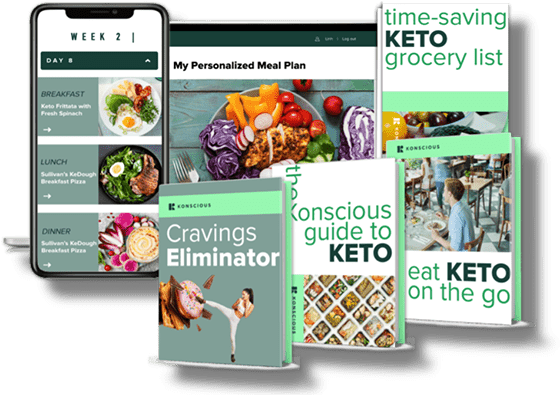 WEEK 2 |
DAY 8
BREAKFAST
Keto Frittata with
Fresh Spinach
LUNCH
Sullivan's KeDough
Breakfast Pizza
DINNER
Sullivan's KeDough
Breakfast Pizza
Log out
My Personalized Meal Plan
time-saving
KETO
grocery list
KONSCIOUS
Cravings
Eliminator
the
Konscious
guide to
KETO
KONSCIOUS
KONSCIOUS
eat KETO
on the go